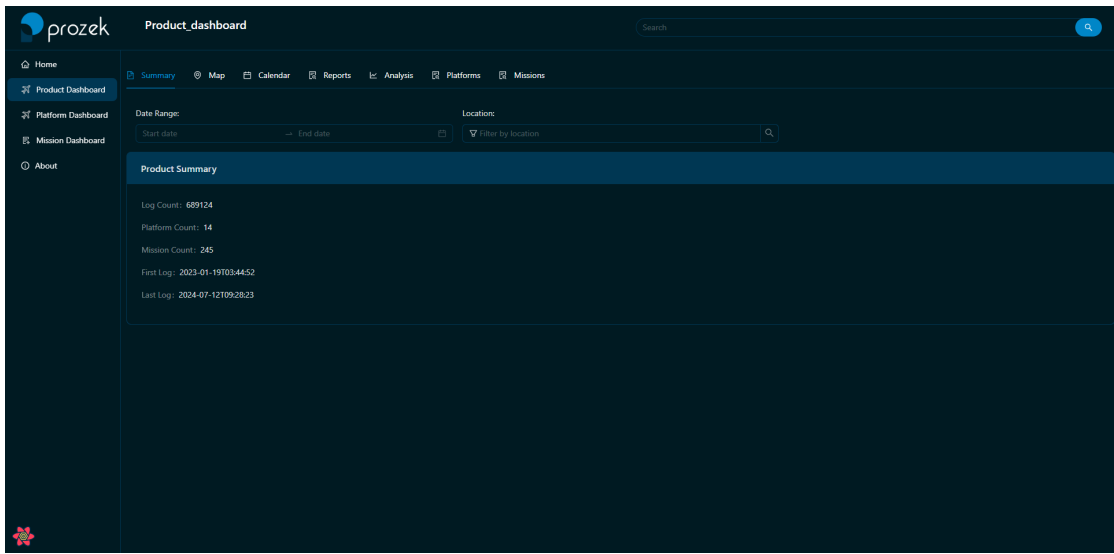 prozek
Product_dashboard
Search
Home
Product Dashboard
Platform Dashboard
Mission Dashboard
About
Summary Map Calendar Reports Analysis Platforms Missions
Date Range: Location:
Start date → End date Filter by location
Product Summary
Log Count: 689124
Platform Count: 14
Mission Count: 245
First Log: 2023-01-19T03:44:52
Last Log: 2024-07-12T09:28:23